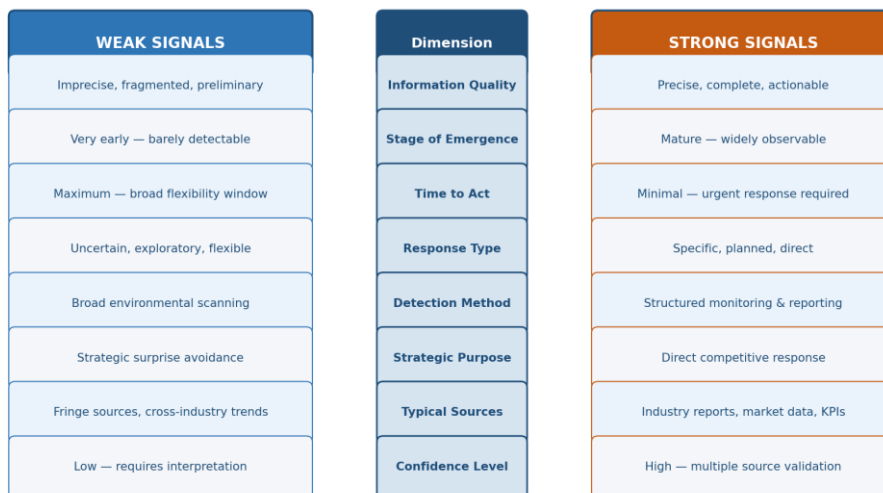 WEAK SIGNALS Dimension STRONG SIGNALS
Imprecise, fragmented, preliminary Information Quality Precise, complete, actionable
Very early — barely detectable Stage of Emergence Mature — widely observable
Maximum — broad flexibility window Time to Act Minimal — urgent response required
Uncertain, exploratory, flexible Response Type Specific, planned, direct
Broad environmental scanning Detection Method Structured monitoring & reporting
Strategic surprise avoidance Strategic Purpose Direct competitive response
Fringe sources, cross-industry trends Typical Sources Industry reports, market data, KPIs
Low — requires interpretation Confidence Level High — multiple source validation